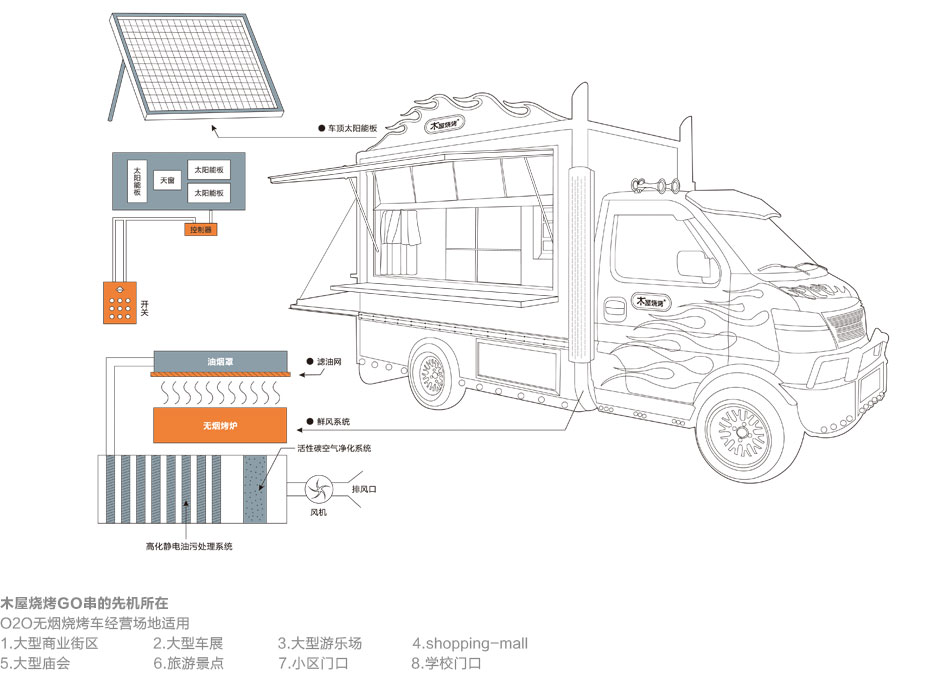 木屋烧烤
车顶太阳能板
太阳能板
天窗
太阳能板
太阳能板
控制器
开关
木屋烧烤
油烟罩
滤油网
无烟烤炉
鲜风系统
活性碳空气净化系统
排风口
风机
高化静电油污处理系统
木屋烧烤GO串的先机所在
O2O无烟烧烤车经营场地适用
1.大型商业街区 2.大型车展 3.大型游乐场 4.shopping-mall
5.大型庙会 6.旅游景点 7.小区门口 8.学校门口